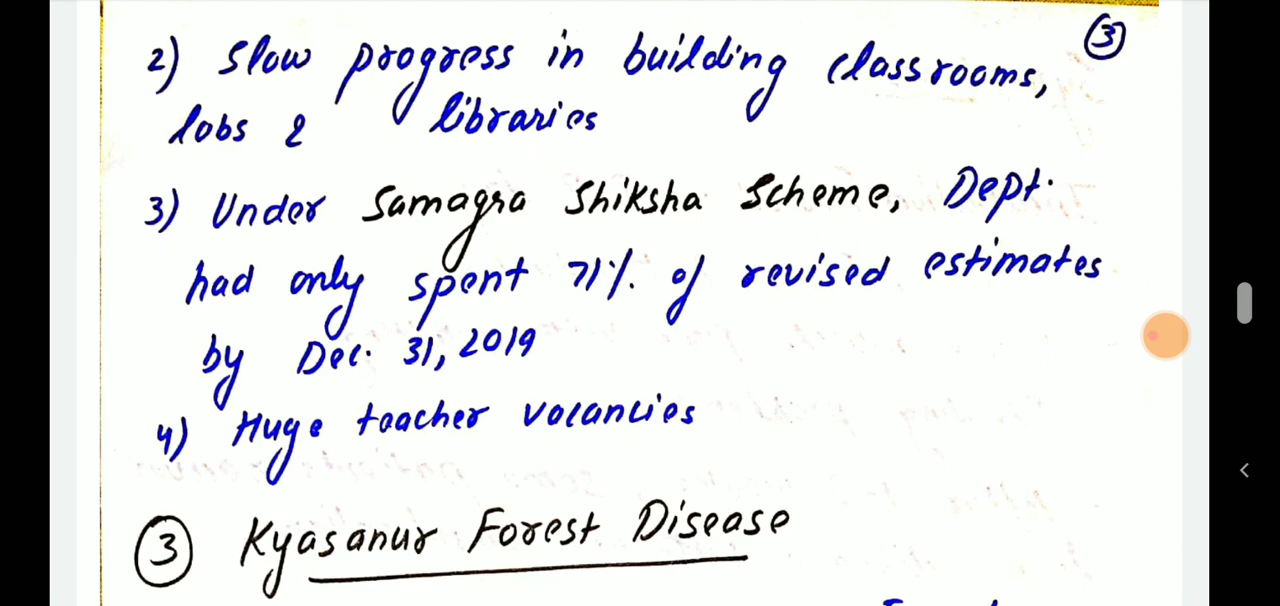 ③
2) Slow progress in building classrooms,
labs & libraries
3) Under Samagra Shiksha Scheme, Dept.
had only spent 71% of revised estimates
by Dec. 31, 2019
4) Huge teacher vacancies
③ Kyasanur Forest Disease